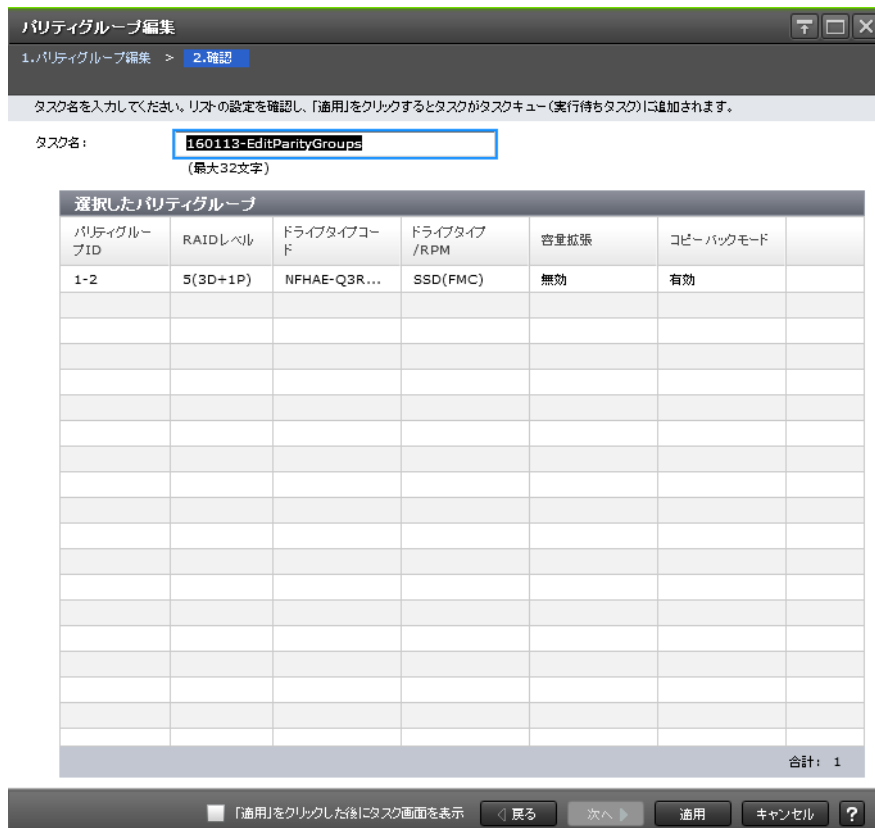 パリティグループ編集
1.パリティグループ編集 > 2.確認
タスク名を入力してください。リストの設定を確認し、「適用」をクリックするとタスクがタスクキュー(実行待ちタスク)に追加されます。
タスク名: 160113-EditParityGroups
(最大32文字)
選択したパリティグループ
パリティグルー
プID
RAIDレベル
ドライブタイプコー
ド
ドライブタイプ
/RPM
容量拡張
コピーバックモード
1-2 5(3D+1P) NFHAE-Q3R... SSD(FMC) 無効 有効
合計: 1
「適用」をクリックした後にタスク画面を表示 戻る 次へ 適用 キャンセル ?